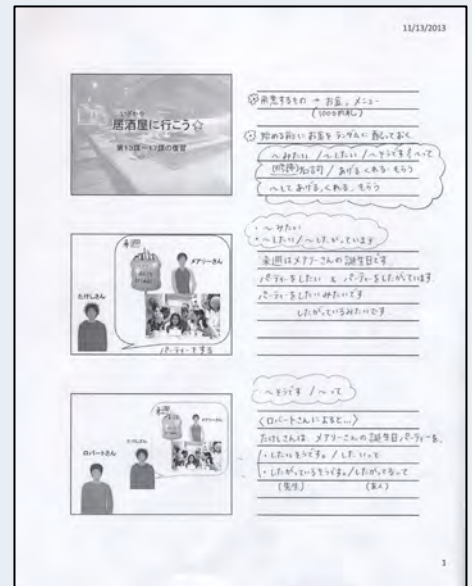 11/13/2013
いざかや
居酒屋に行こう☆
第13課~17課の復習
用意するもの → お金、メニュー
(1000円札)
始める前にお金をランダムに配っておく
~みたい/~したい/~そうです/~って
あげる/くれる・もらう
~してあげる、くれる、もらう
来週
メアリーさん
たけしさん
パーティーをする
・~みたい
・~したい/~したがっています
来週はメアリーさんの誕生日です
パーティーをしたい & パーティーをしたがっています
パーティーをしたいみたいです
したがっているみたいです
来週
メアリーさん
たけしさん
ロバートさん
~そうです/~って
〈ロバートさんによると…〉
たけしさんは、メアリーさんの誕生日パーティーを、
・したいそうです。/したいって
・したがっているそうです。/したがってるって
(先生) (友人)
1